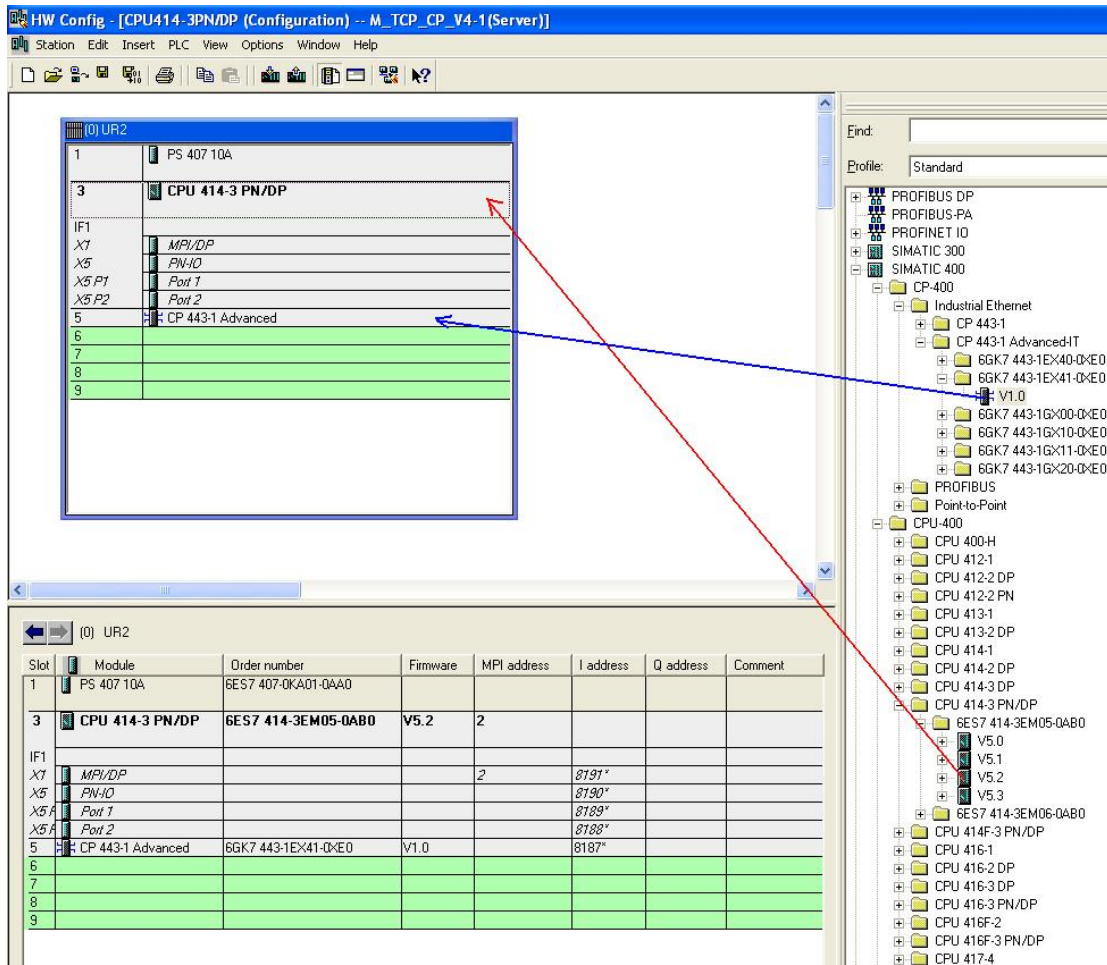 HW Config - [CPU414-3PN/DP (Configuration) -- M_TCP_CP_V4-1(Server)]
Station Edit Insert PLC View Options Window Help
(0) UR2
1 PS 407 10A
3 CPU 414-3 PN/DP
IF1
X1 MPI/DP
X5 PN-IO
X5 P1 Port 1
X5 P2 Port 2
5 CP 443-1 Advanced
6
7
8
9
Find:
Profile: Standard
PROFIBUS DP
PROFIBUS-PA
PROFINET IO
SIMATIC 300
SIMATIC 400
CP-400
Industrial Ethernet
CP 443-1
CP 443-1 Advanced-IT
6GK7 443-1EX40-0XE0
6GK7 443-1EX41-0XE0
V1.0
6GK7 443-1GX00-0XE0
6GK7 443-1GX10-0XE0
6GK7 443-1GX11-0XE0
6GK7 443-1GX20-0XE0
PROFIBUS
Point-to-Point
CPU-400
CPU 400-H
CPU 412-1
CPU 412-2 DP
CPU 412-2 PN
CPU 413-1
CPU 413-2 DP
CPU 414-1
CPU 414-2 DP
CPU 414-3 DP
CPU 414-3 PN/DP
6ES7 414-3EM05-0AB0
V5.0
V5.1
V5.2
V5.3
6ES7 414-3EM06-0AB0
CPU 414F-3 PN/DP
CPU 416-1
CPU 416-2 DP
CPU 416-3 DP
CPU 416-3 PN/DP
CPU 416F-2
CPU 416F-3 PN/DP
CPU 417-4
(0) UR2
Slot Module Order number Firmware MPI address I address Q address Comment
1 PS 407 10A 6ES7 407-0KA01-0AA0
3 CPU 414-3 PN/DP 6ES7 414-3EM05-0AB0 V5.2 2
IF1
X1 MPI/DP 2 8191*
X5 PN-IO 8190*
X5 P Port 1 8189*
X5 P Port 2 8188*
5 CP 443-1 Advanced 6GK7 443-1EX41-0XE0 V1.0 8187*
6
7
8
9